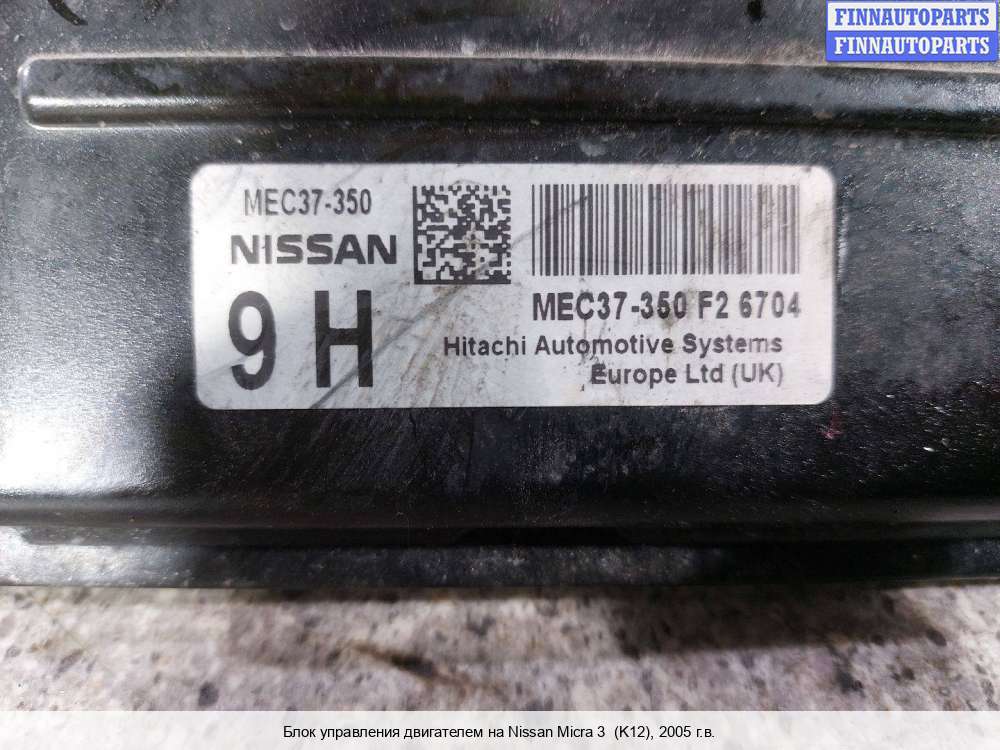 FINNAUTOPARTS
FINNAUTOPARTS
MEC37-350
NISSAN
9 H
MEC37-350 F2 6704
Hitachi Automotive Systems
Europe Ltd (UK)
Блок управления двигателем на Nissan Micra 3 (K12), 2005 г.в.